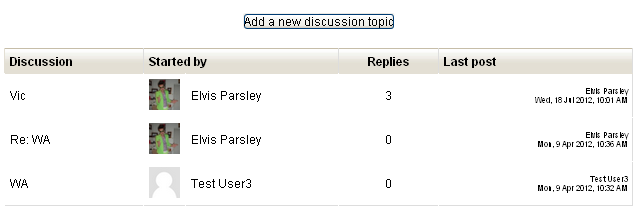 Add a new discussion topic
Discussion Started by Replies Last post
Vic Elvis Parsley 3 Elvis Parsley
Wed, 18 Jul 2012, 10:01 AM
Re: WA Elvis Parsley 0 Elvis Parsley
Mon, 9 Apr 2012, 10:36 AM
WA Test User3 0 Test User3
Mon, 9 Apr 2012, 10:32 AM